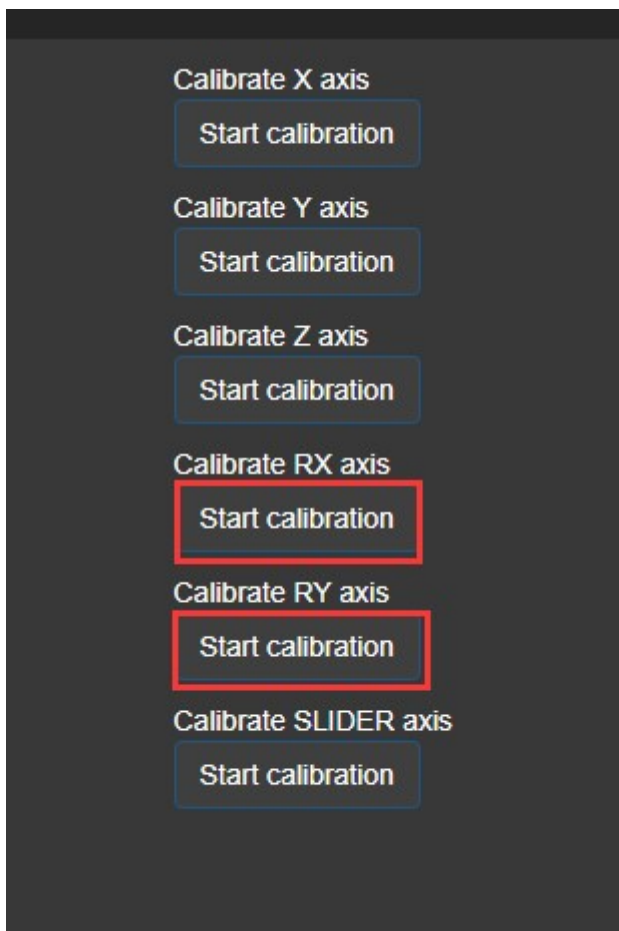 Calibrate X axis
Start calibration
Calibrate Y axis
Start calibration
Calibrate Z axis
Start calibration
Calibrate RX axis
Start calibration
Calibrate RY axis
Start calibration
Calibrate SLIDER axis
Start calibration